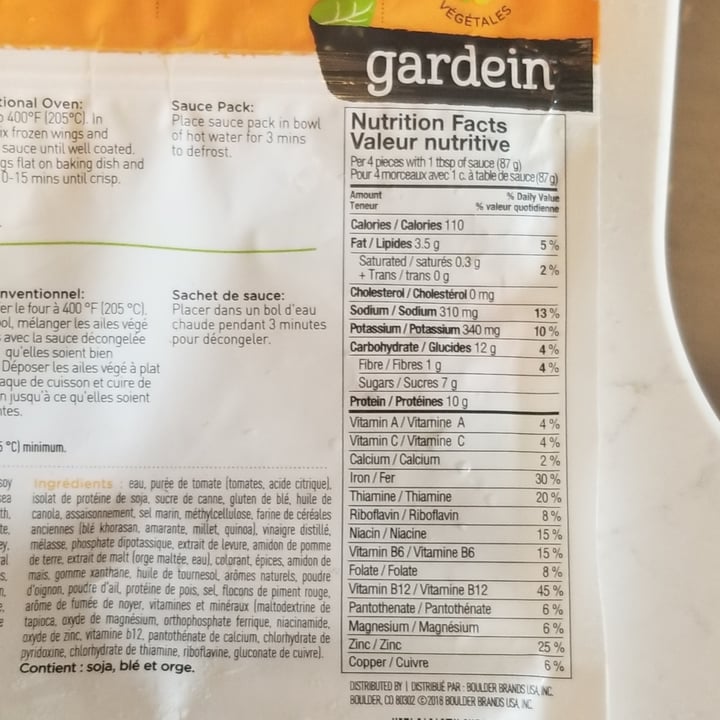 VÉGÉTALES
gardein
tional Oven:
400°F (205°C). In
ix frozen wings and
sauce until well coated.
gs flat on baking dish and
0-15 mins until crisp.
Sauce Pack:
Place sauce pack in bowl
of hot water for 3 mins
to defrost.
nventionnel:
er le four à 400 °F (205 °C).
ol, mélanger les ailes végé
avec la sauce décongelée
qu'elles soient bien
Déposer les ailes végé à plat
aque de cuisson et cuire de
n jusqu'à ce qu'elles soient
ntes.
5 °C) minimum.
Sachet de sauce:
Placer dans un bol d'eau
chaude pendant 3 minutes
pour décongeler.
soy
sea
th,
te,
ey,
al
s,
n,
e,
e
Ingrédients : eau, purée de tomate (tomates, acide citrique),
isolat de protéine de soja, sucre de canne, gluten de blé, huile de
canola, assaisonnement, sel marin, méthylcellulose, farine de céréales
anciennes (blé khorasan, amarante, millet, quinoa), vinaigre distillé,
mélasse, phosphate dipotassique, extrait de levure, amidon de pomme
de terre, extrait de malt (orge maltée, eau), colorant, épices, amidon de
maïs, gomme xanthane, huile de tournesol, arômes naturels, poudre
d'oignon, poudre d'ail, protéine de pois, sel, flocons de piment rouge,
arôme de fumée de noyer, vitamines et minéraux (maltodextrine de
tapioca, oxyde de magnésium, orthophosphate ferrique, niacinamide,
oxyde de zinc, vitamine b12, pantothénate de calcium, chlorhydrate de
pyridoxine, chlorhydrate de thiamine, riboflavine, gluconate de cuivre).
Contient : soja, blé et orge.
Nutrition Facts
Valeur nutritive
Per 4 pieces with 1 tbsp of sauce (87 g)
Pour 4 morceaux avec 1 c. à table de sauce (87 g)
Amount % Daily Value
Teneur % valeur quotidienne
Calories / Calories 110
Fat / Lipides 3.5 g 5 %
Saturated / saturés 0.3 g
+ Trans / trans 0 g 2 %
Cholesterol / Cholestérol 0 mg
Sodium / Sodium 310 mg 13 %
Potassium / Potassium 340 mg 10 %
Carbohydrate / Glucides 12 g 4 %
Fibre / Fibres 1 g 4 %
Sugars / Sucres 7 g
Protein / Protéines 10 g
Vitamin A / Vitamine A 4 %
Vitamin C / Vitamine C 4 %
Calcium / Calcium 2 %
Iron / Fer 30 %
Thiamine / Thiamine 20 %
Riboflavin / Riboflavin 8 %
Niacin / Niacine 15 %
Vitamin B6 / Vitamine B6 15 %
Folate / Folate 8 %
Vitamin B12 / Vitamine B12 45 %
Pantothenate / Pantothénate 6 %
Magnesium / Magnésium 6 %
Zinc / Zinc 25 %
Copper / Cuivre 6 %
DISTRIBUTED BY | DISTRIBUÉ PAR : BOULDER BRANDS USA, INC.
BOULDER, CO 80302 ©2018 BOULDER BRANDS USA, INC.